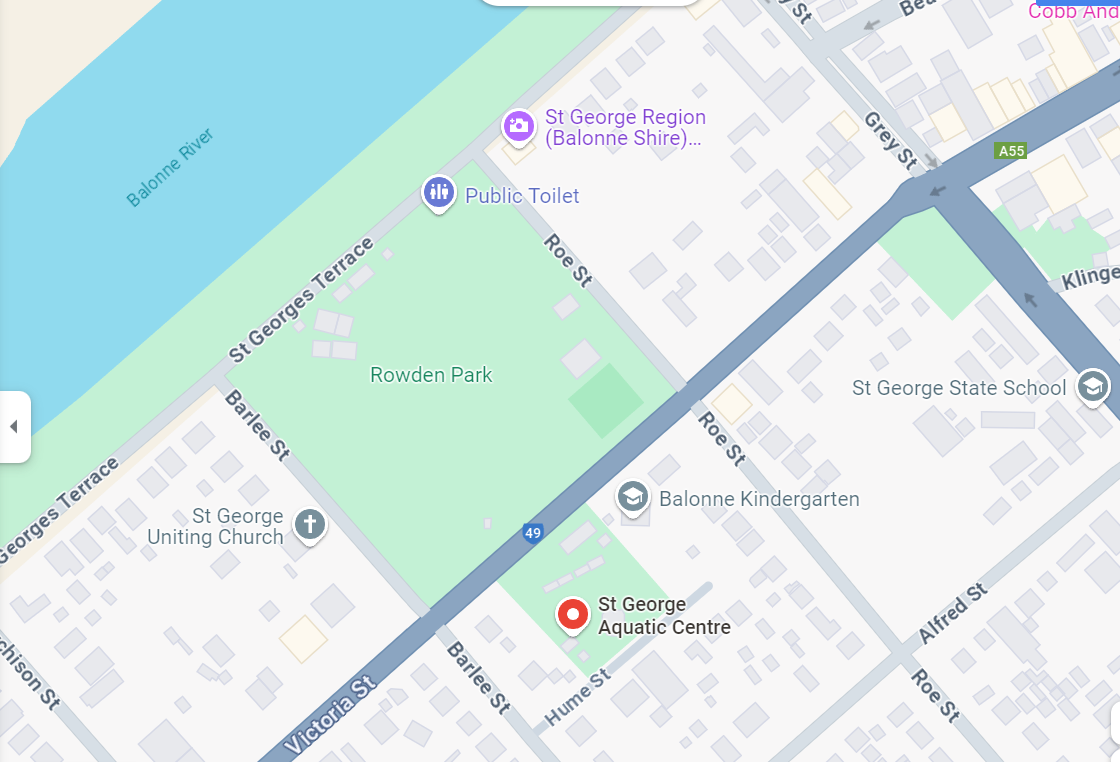 Cobb And
Grey St
A55
St George Region
(Balonne Shire)...
Balonne River
Public Toilet
Roe St
St Georges Terrace
Klinge
Rowden Park
St George State School
Barlee St
Roe St
Georges Terrace
St George
Uniting Church
Balonne Kindergarten
49
St George
Aquatic Centre
Alfred St
Barlee St
Hume St
Roe St
Victoria St
chison St